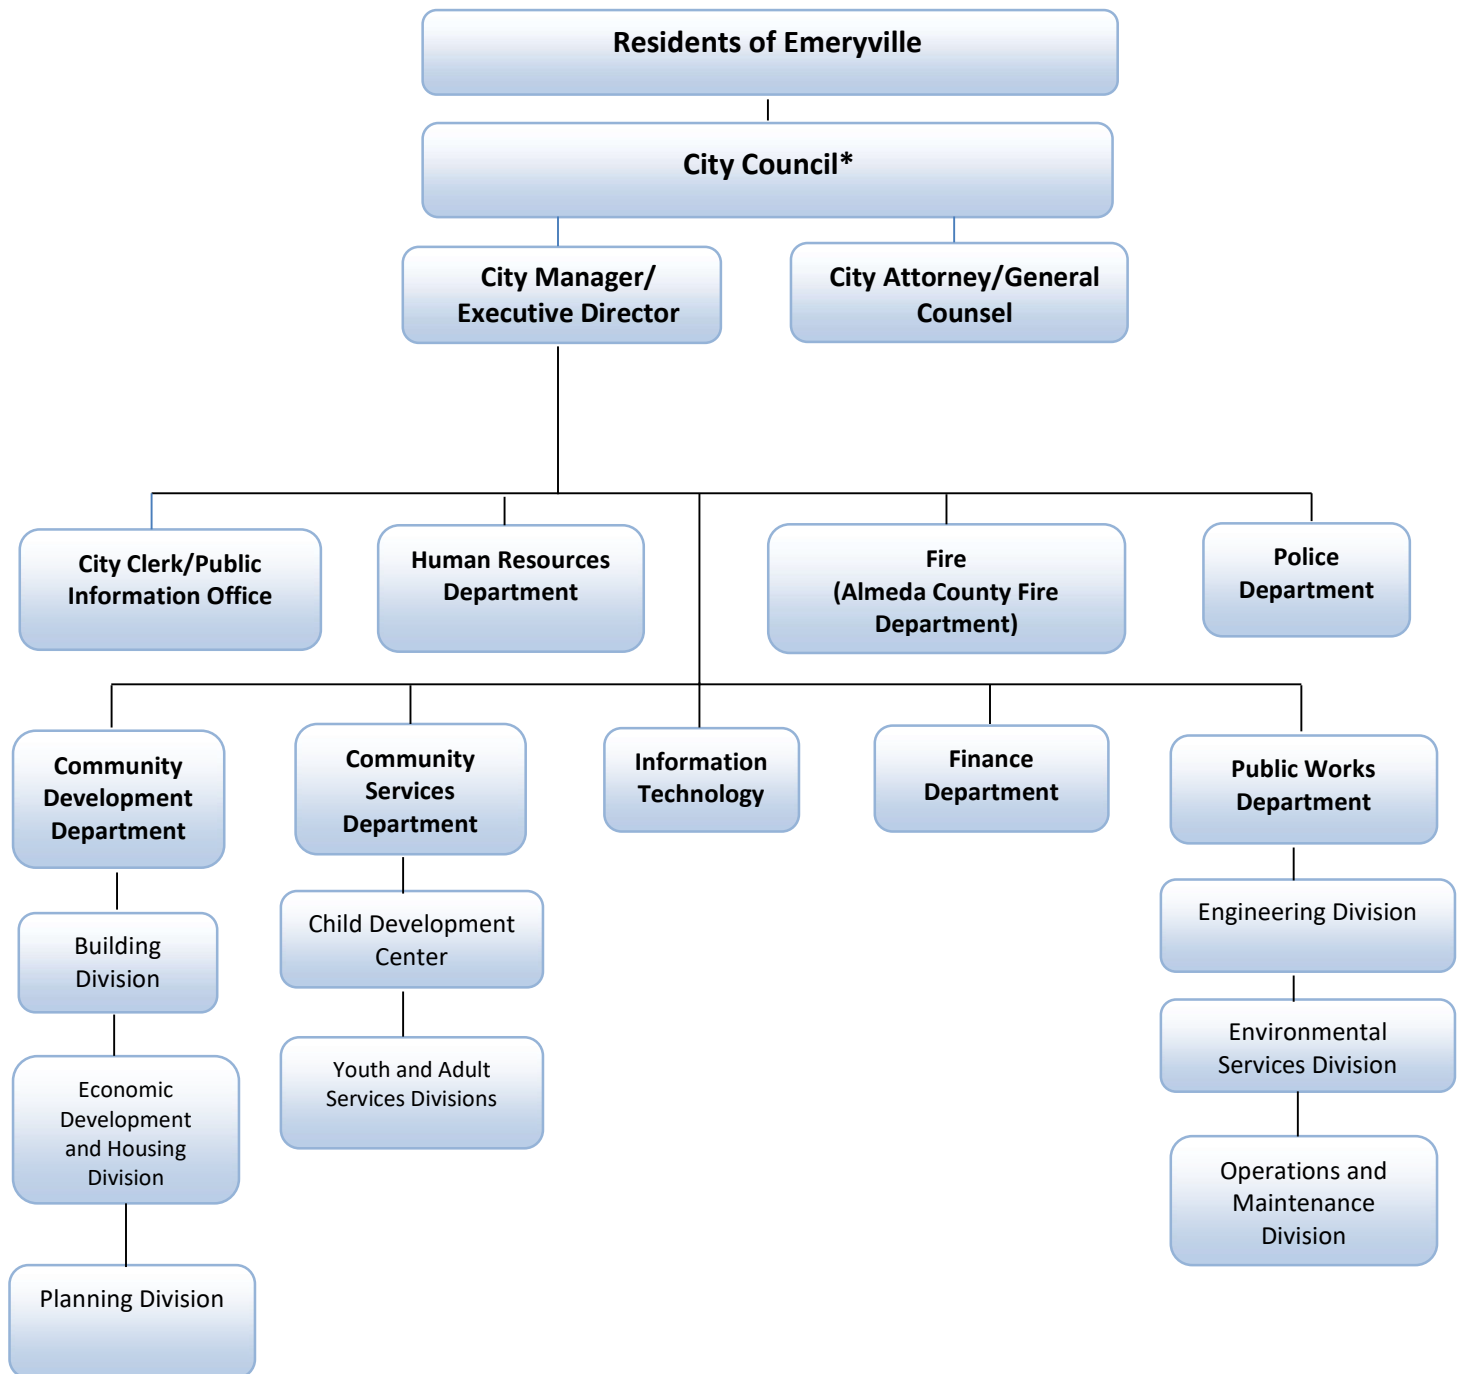 Residents of Emeryville
City Council*
City Manager/
Executive Director
City Attorney/General
Counsel
City Clerk/Public
Information Office
Human Resources
Department
Fire
(Almeda County Fire
Department)
Police
Department
Community
Development
Department
Community
Services
Department
Information
Technology
Finance
Department
Public Works
Department
Building
Division
Child Development
Center
Engineering Division
Economic
Development
and Housing
Division
Youth and Adult
Services Divisions
Environmental
Services Division
Planning Division
Operations and
Maintenance
Division